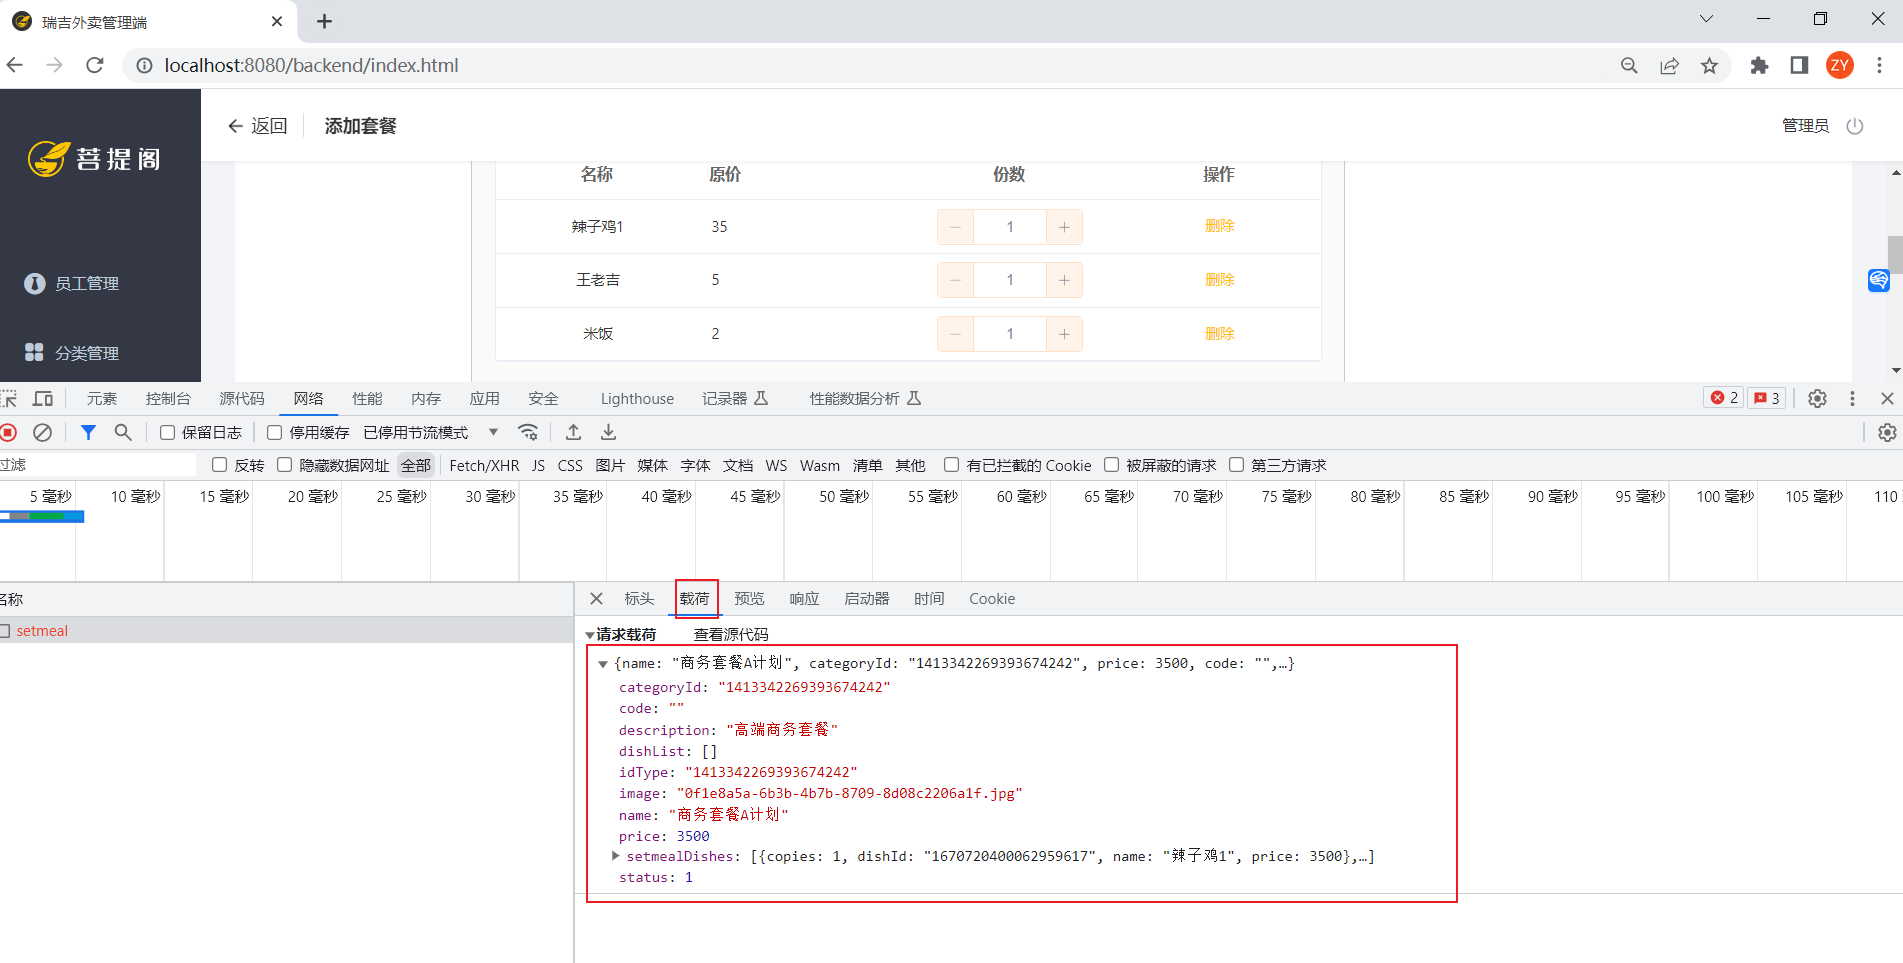 瑞吉外卖管理端
localhost:8080/backend/index.html
ZY
菩提阁
返回 添加套餐 管理员
名称 原价 份数 操作
辣子鸡1 35 1 删除
王老吉 5 1 删除
米饭 2 1 删除
员工管理
分类管理
元素 控制台 源代码 网络 性能 内存 应用 安全 Lighthouse 记录器 性能数据分析 2 3
保留日志 停用缓存 已停用节流模式
过滤 反转 隐藏数据网址 全部 Fetch/XHR JS CSS 图片 媒体 字体 文档 WS Wasm 清单 其他 有已拦截的 Cookie 被屏蔽的请求 第三方请求
5 毫秒 10 毫秒 15 毫秒 20 毫秒 25 毫秒 30 毫秒 35 毫秒 40 毫秒 45 毫秒 50 毫秒 55 毫秒 60 毫秒 65 毫秒 70 毫秒 75 毫秒 80 毫秒 85 毫秒 90 毫秒 95 毫秒 100 毫秒 105 毫秒 110
名称
setmeal
标头 载荷 预览 响应 启动器 时间 Cookie
请求载荷 查看源代码
{name: "商务套餐A计划", categoryId: "1413342269393674242", price: 3500, code: "",…}
categoryId: "1413342269393674242"
code: ""
description: "高端商务套餐"
dishList: []
idType: "1413342269393674242"
image: "0f1e8a5a-6b3b-4b7b-8709-8d08c2206a1f.jpg"
name: "商务套餐A计划"
price: 3500
setmealDishes: [{copies: 1, dishId: "1670720400062959617", name: "辣子鸡1", price: 3500},…]
status: 1